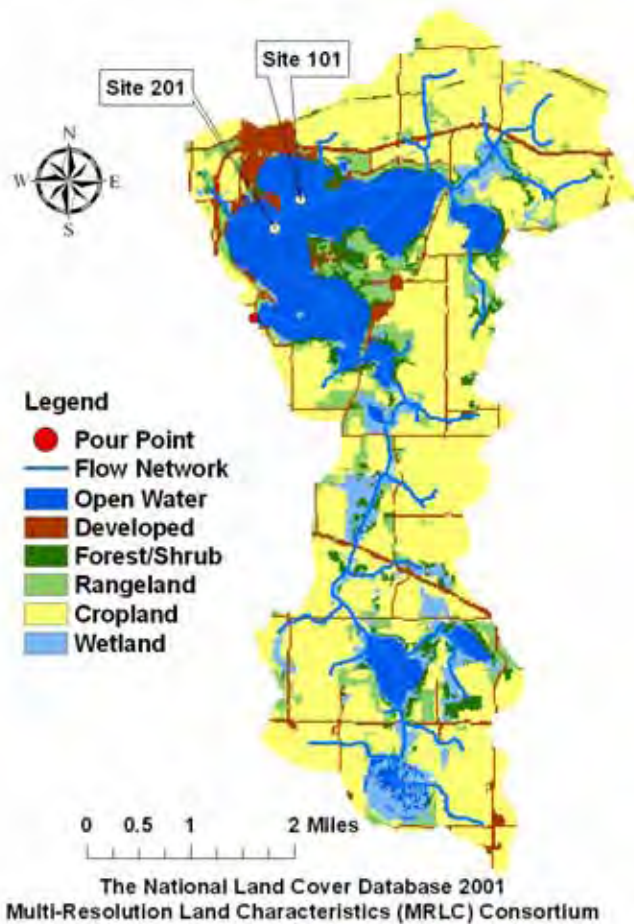 Site 101
Site 201
N
W E
S
Legend
Pour Point
Flow Network
Open Water
Developed
Forest/Shrub
Rangeland
Cropland
Wetland
0 0.5 1 2 Miles
The National Land Cover Database 2001
Multi-Resolution Land Characteristics (MRLC) Consortium